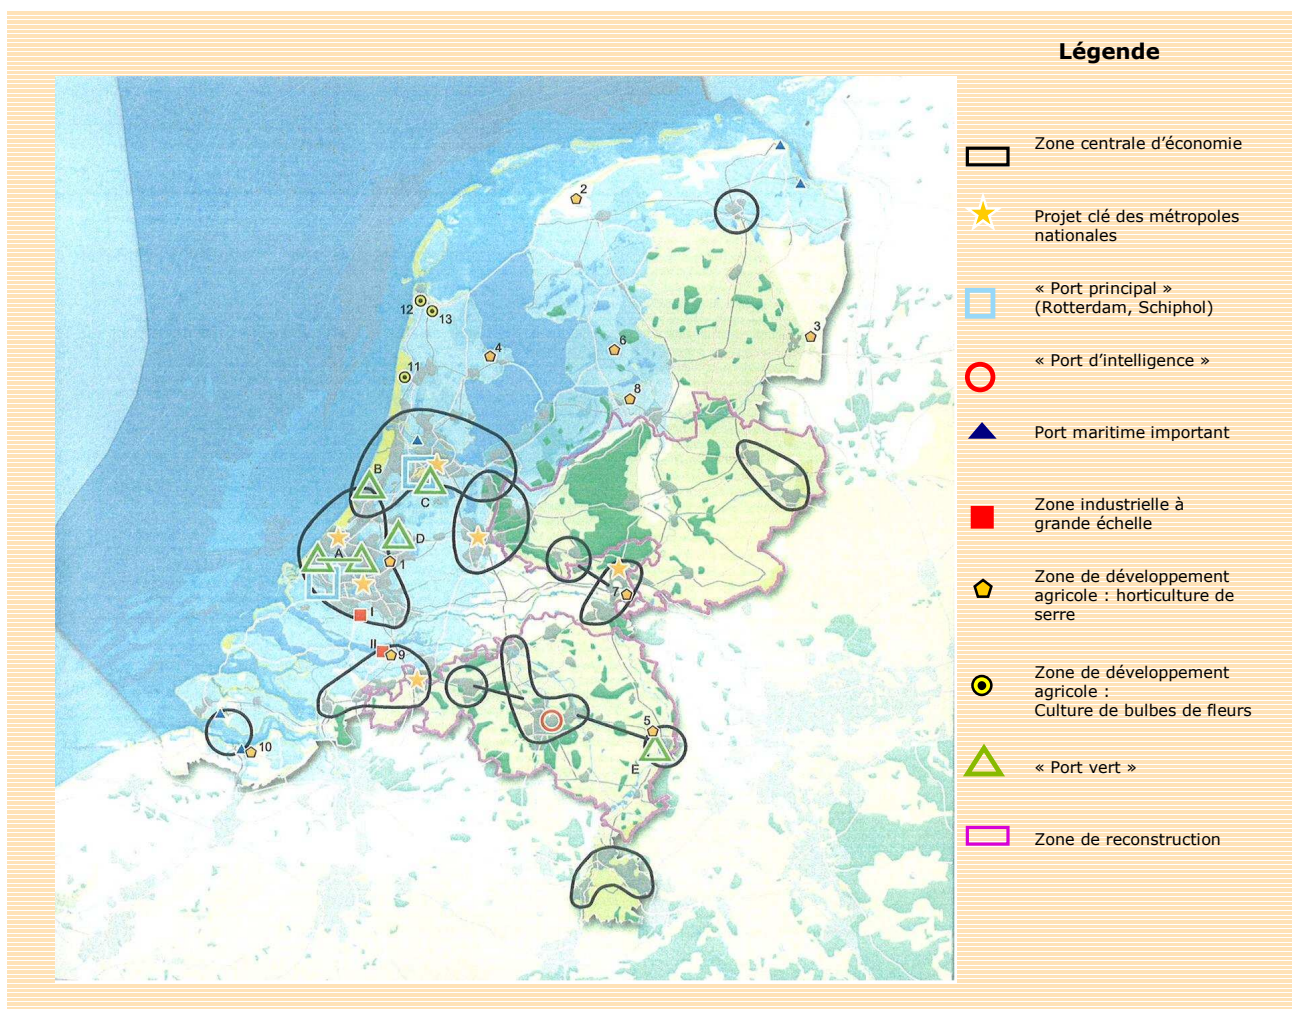 Légende
Zone centrale d’économie
Projet clé des métropoles
nationales
« Port principal »
(Rotterdam, Schiphol)
« Port d’intelligence »
Port maritime important
Zone industrielle à
grande échelle
Zone de développement
agricole : horticulture de
serre
Zone de développement
agricole :
Culture de bulbes de fleurs
« Port vert »
Zone de reconstruction
2
12
13
3
4
6
11
8
B
C
D
A
1
7
I
II
9
5
10
E